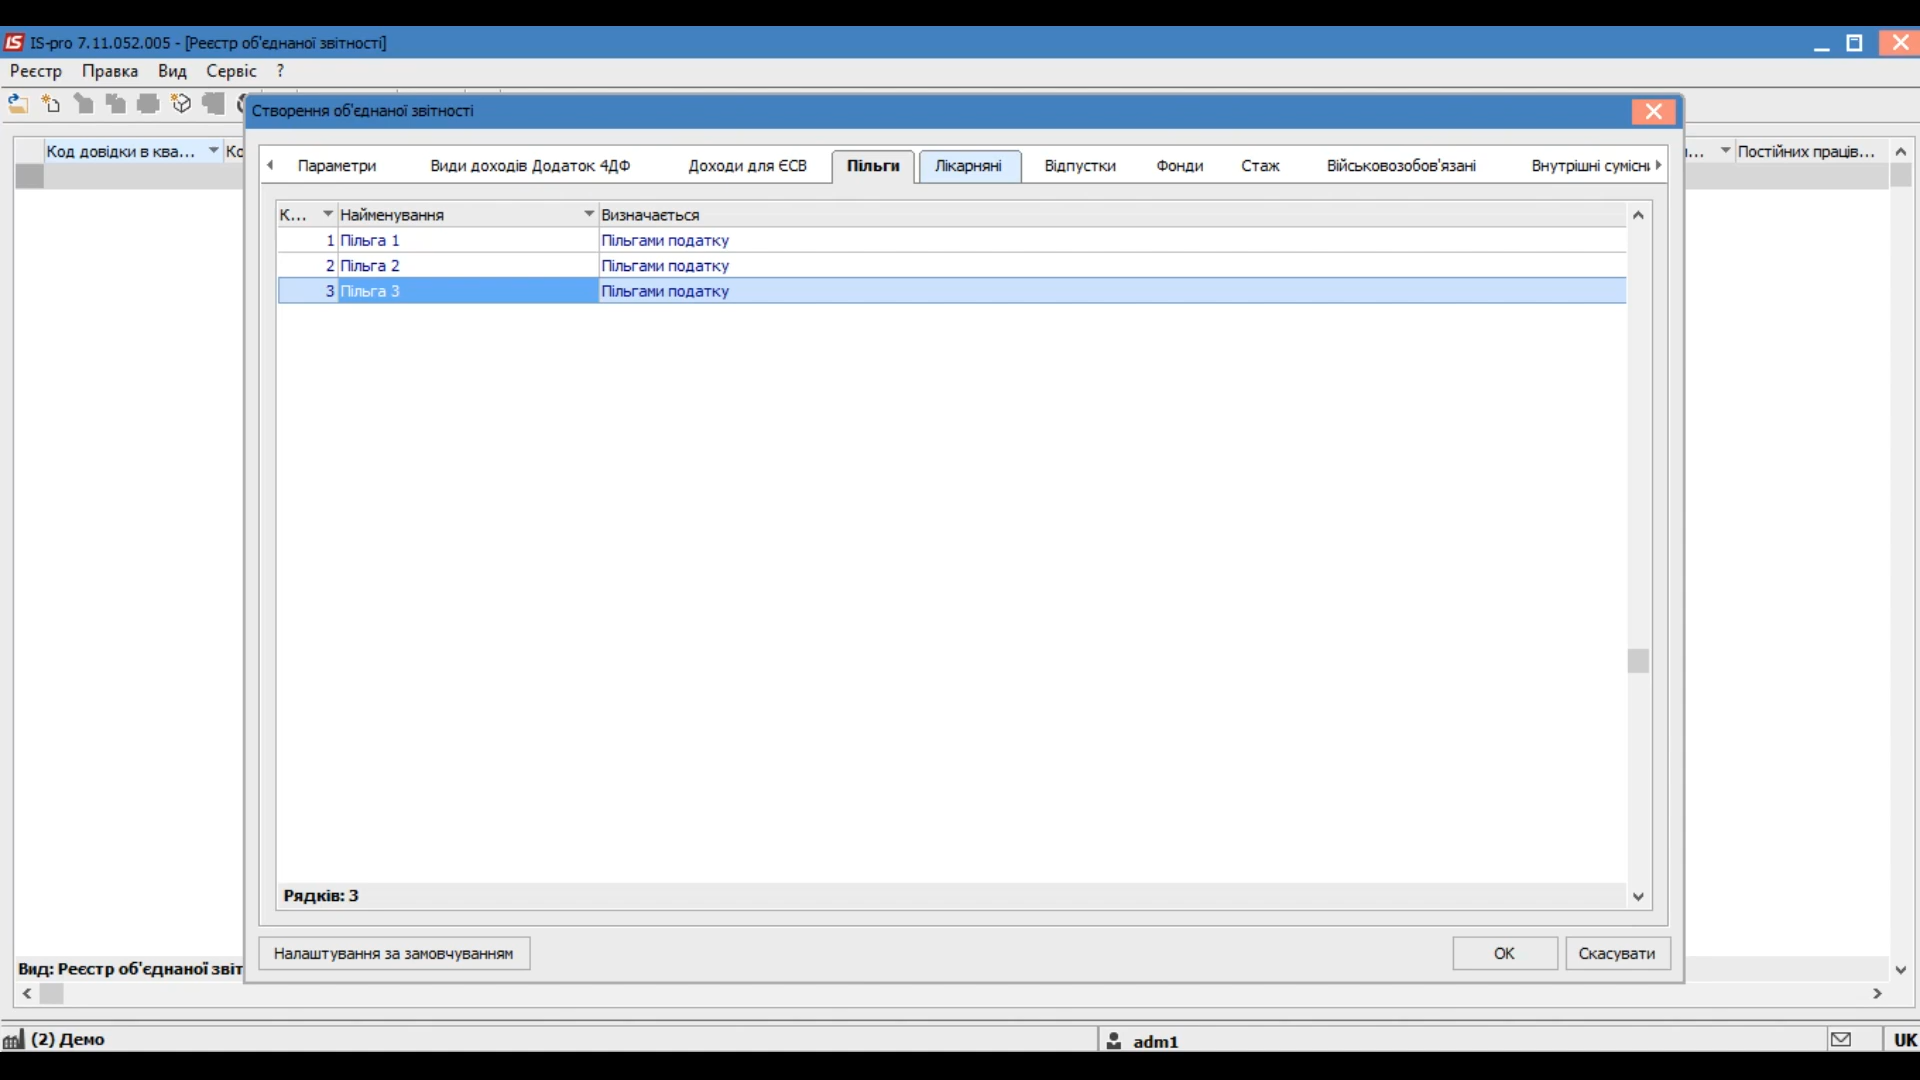 IS-pro 7.11.052.005 - [Реєстр об'єднаної звітності]
Реєстр Правка Вид Сервіс ?
Створення об'єднаної звітності
Код довідки в ква... Ко ... Постійних праців...
Параметри Види доходів Додаток 4ДФ Доходи для ЄСВ Пільги Лікарняні Відпустки Фонди Стаж Військовозобов'язані Внутрішні сумісни
К... Найменування Визначається
1 Пільга 1 Пільгами податку
2 Пільга 2 Пільгами податку
3 Пільга 3 Пільгами податку
Рядків: 3
Налаштування за замовчуванням OK Скасувати
Вид: Реєстр об'єднаної звіт
(2) Демо adm1 UK